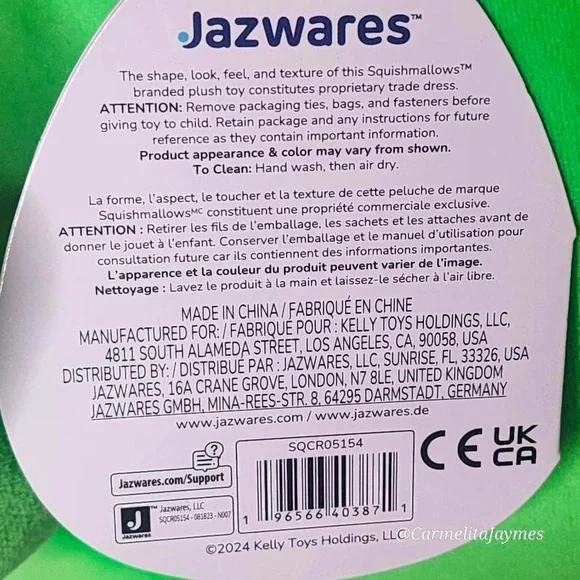 Jazwares™
The shape, look, feel, and texture of this Squishmallows™
branded plush toy constitutes proprietary trade dress.
ATTENTION: Remove packaging ties, bags, and fasteners before
giving toy to child. Retain package and any instructions for future
reference as they contain important information.
Product appearance & color may vary from shown.
To Clean: Hand wash, then air dry.
La forme, l'aspect, le toucher et la texture de cette peluche de marque
Squishmallowsᴹᶜ constituent une propriété commerciale exclusive.
ATTENTION : Retirer les fils de l'emballage, les sachets et les attaches avant de
donner le jouet à l'enfant. Conserver l'emballage et le manuel d'utilisation pour
consultation future car ils contiennent des informations importantes.
L'apparence et la couleur du produit peuvent varier de l'image.
Nettoyage : Lavez le produit à la main et laissez-le sécher à l'air libre.
MADE IN CHINA / FABRIQUÉ EN CHINE
MANUFACTURED FOR: / FABRIQUÉ POUR : KELLY TOYS HOLDINGS, LLC,
4811 SOUTH ALAMEDA STREET, LOS ANGELES, CA, 90058, USA
DISTRIBUTED BY: / DISTRIBUÉ PAR : JAZWARES, LLC, SUNRISE, FL, 33326, USA
JAZWARES, 16A CRANE GROVE, LONDON, N7 8LE, UNITED KINGDOM
JAZWARES GMBH, MINA-REES-STR. 8, 64295 DARMSTADT, GERMANY
www.jazwares.com / www.jazwares.de
?
Jazwares.com/Support
J™
Jazwares
Jazwares, LLC
SQCR05154 - 081823 - N007
SQCR05154
1 96566 40387 1
CE UK
CA
©2024 Kelly Toys Holdings, LLC
@CarmelitaJaymes